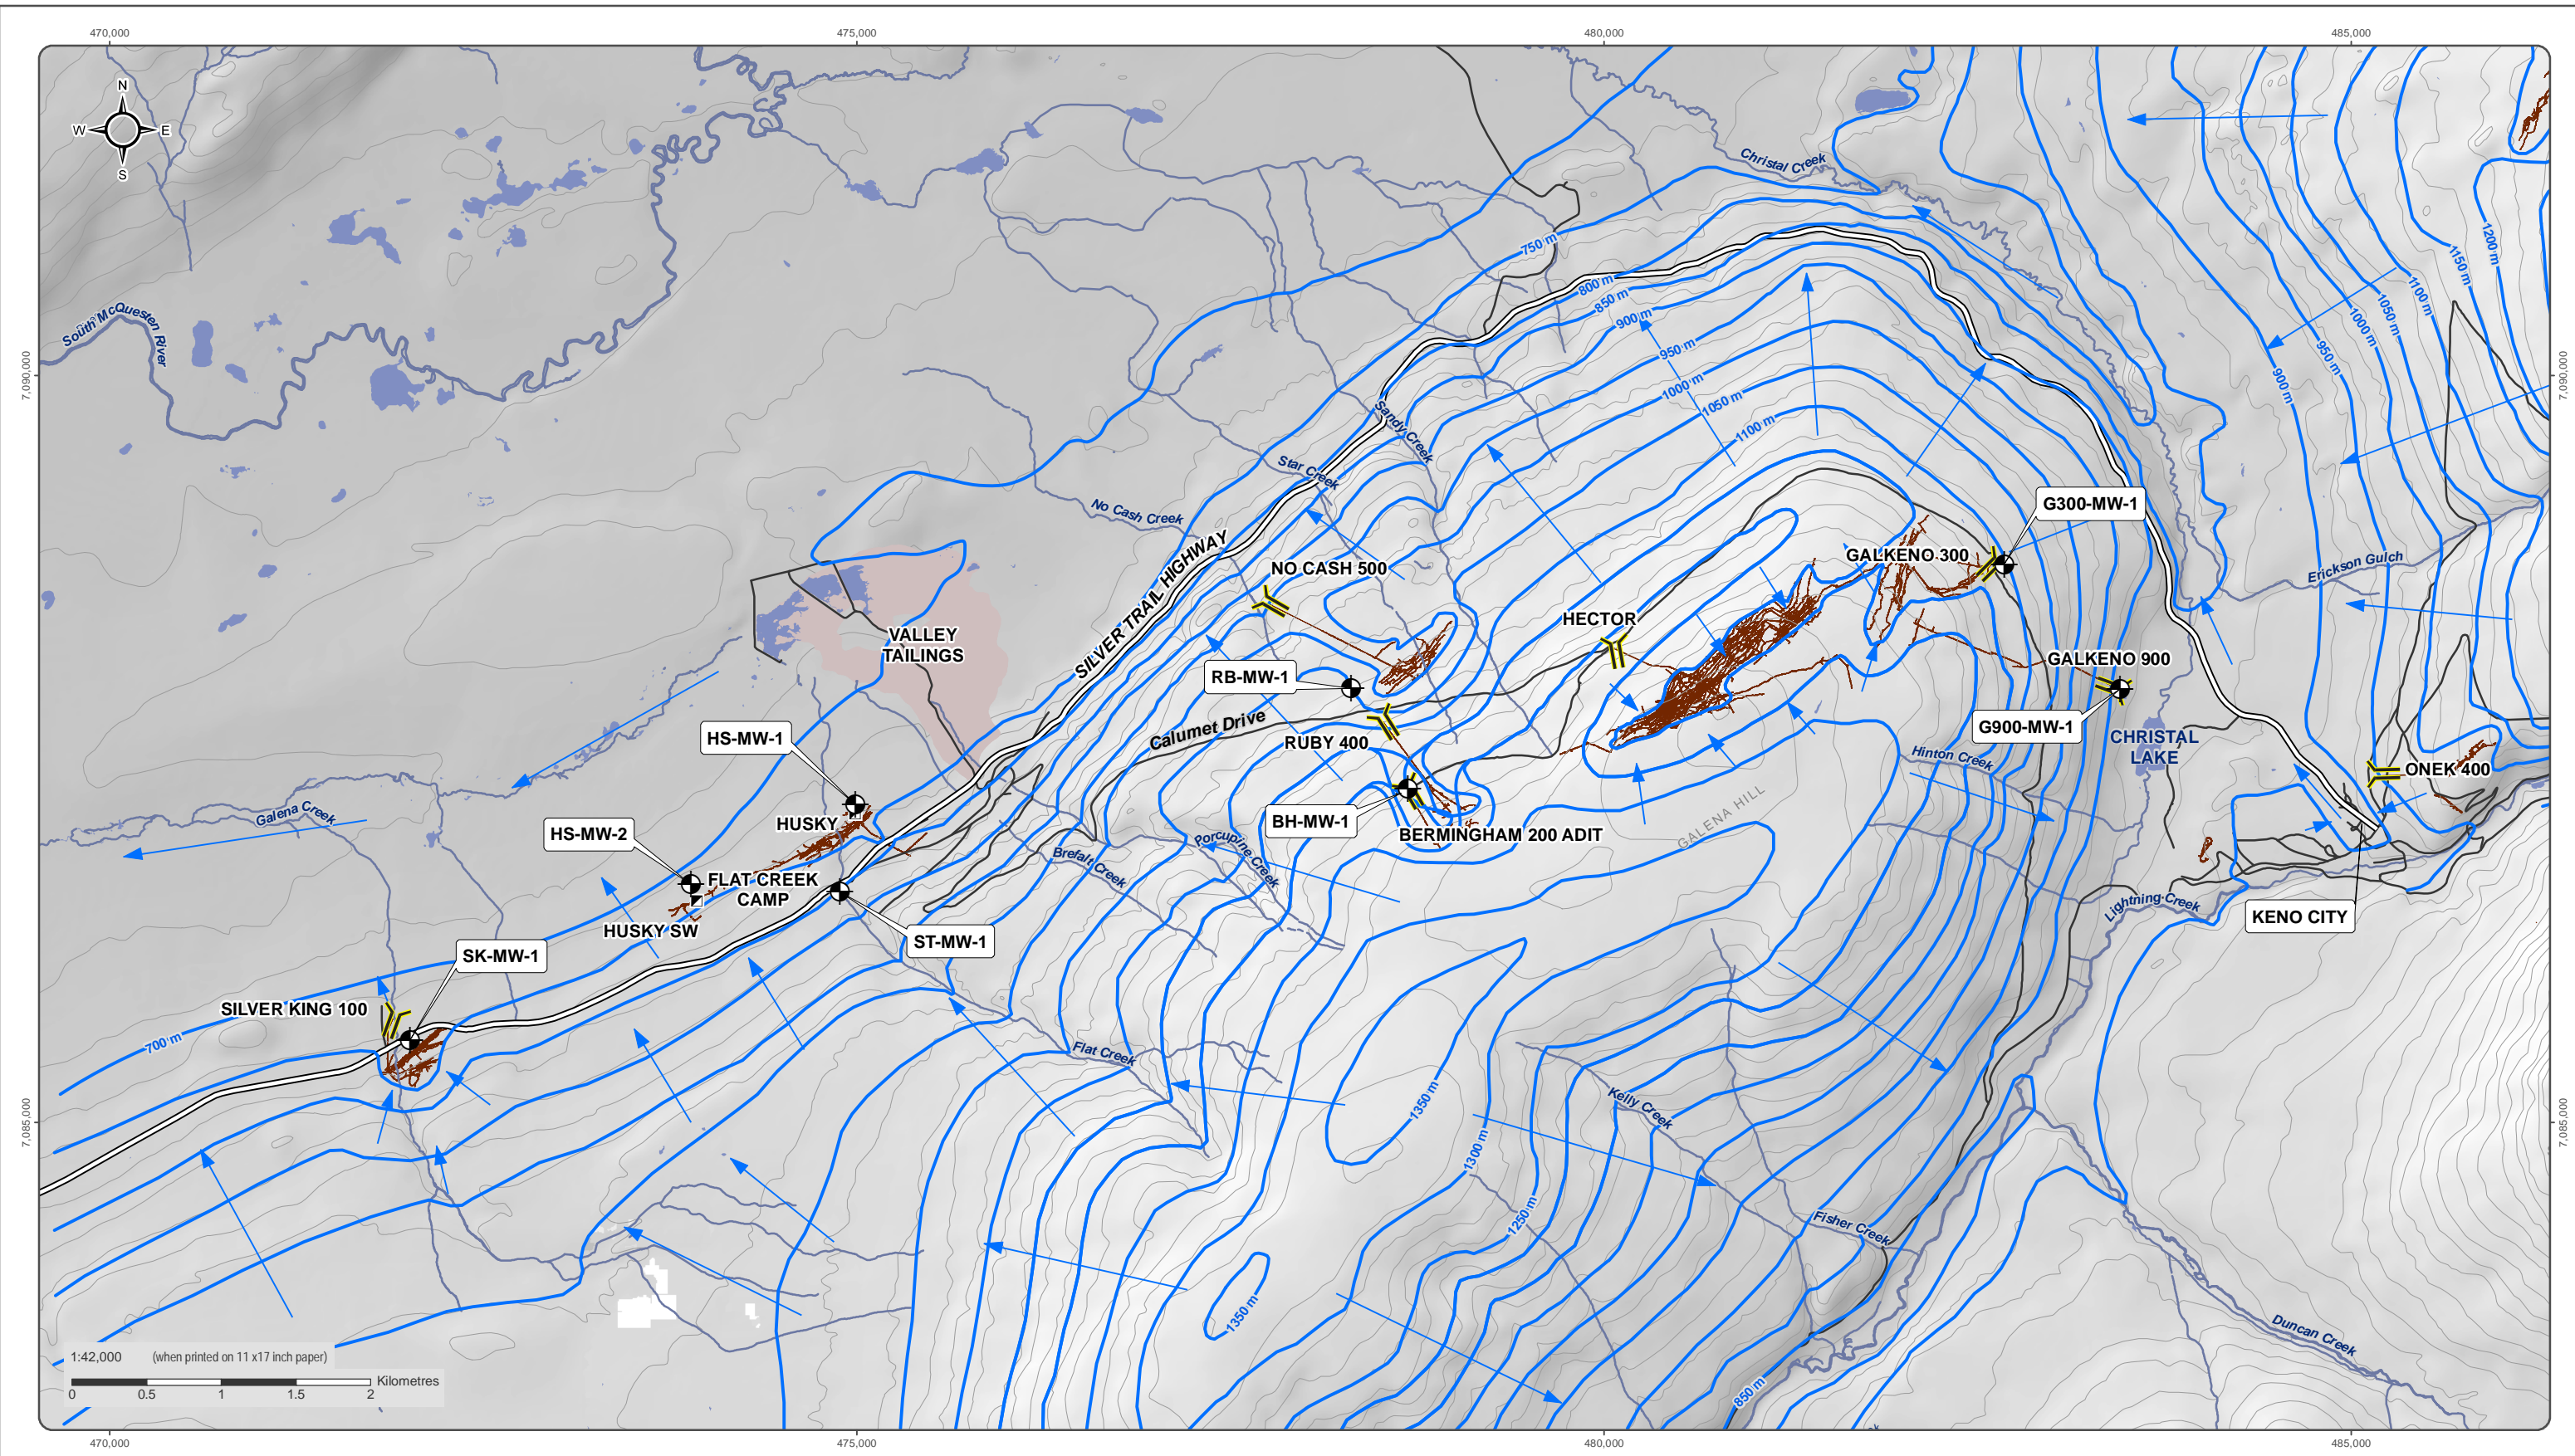 470,000
475,000
480,000
485,000
N
W
E
S
Christal Creek
750 m
1200 m
1150 m
1100 m
1050 m
1000 m
950 m
900 m
800 m
850 m
900 m
950 m
1000 m
1050 m
1100 m
South McQuesten River
7,090,000
7,090,000
Sandy Creek
Star Creek
No Cash Creek
SILVER TRAIL HIGHWAY
G300-MW-1
GALKENO 300
NO CASH 500
Erickson Gulch
HECTOR
VALLEY
TAILINGS
GALKENO 900
RB-MW-1
Calumet Drive
G900-MW-1
HS-MW-1
RUBY 400
CHRISTAL
LAKE
Hinton Creek
ONEK 400
Galena Creek
HUSKY
BH-MW-1
BERMINGHAM 200 ADIT
GALENA HILL
HS-MW-2
Porcupine Creek
Brefalt Creek
FLAT CREEK
CAMP
HUSKY SW
Lightning Creek
KENO CITY
ST-MW-1
SK-MW-1
SILVER KING 100
700 m
Flat Creek
1350 m
Kelly Creek
7,085,000
7,085,000
1300 m
1250 m
Fisher Creek
1350 m
Duncan Creek
850 m
1:42,000 (when printed on 11 x17 inch paper)
Kilometres
0 0.5 1 1.5 2
470,000
475,000
480,000
485,000